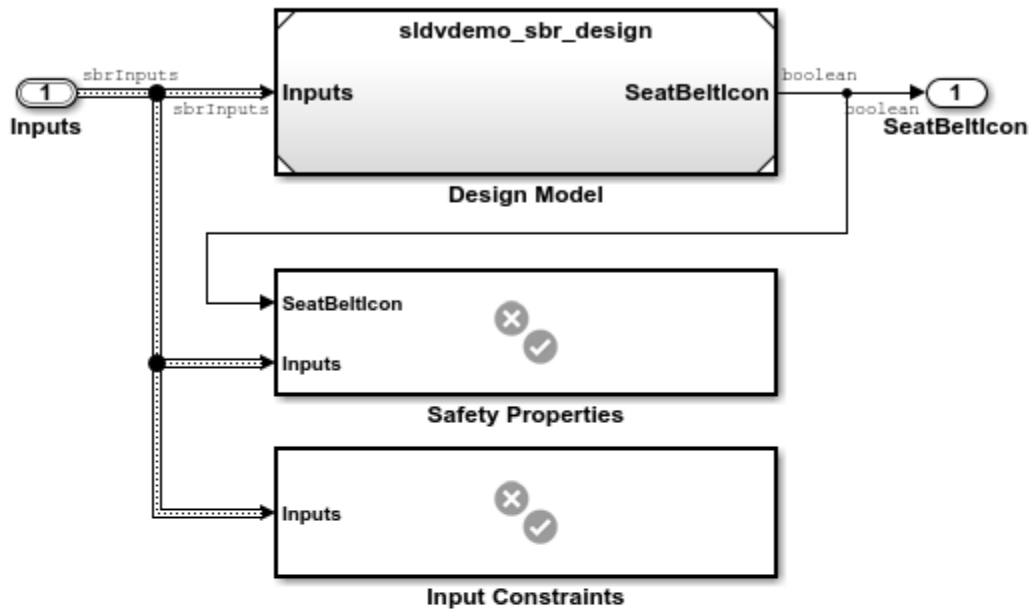 sldvdemo_sbr_design
sbrInputs
boolean
1
Inputs
SeatBeltIcon
1
sbrInputs
boolean
Inputs
SeatBeltIcon
Design Model
SeatBeltIcon
Inputs
Safety Properties
Inputs
Input Constraints